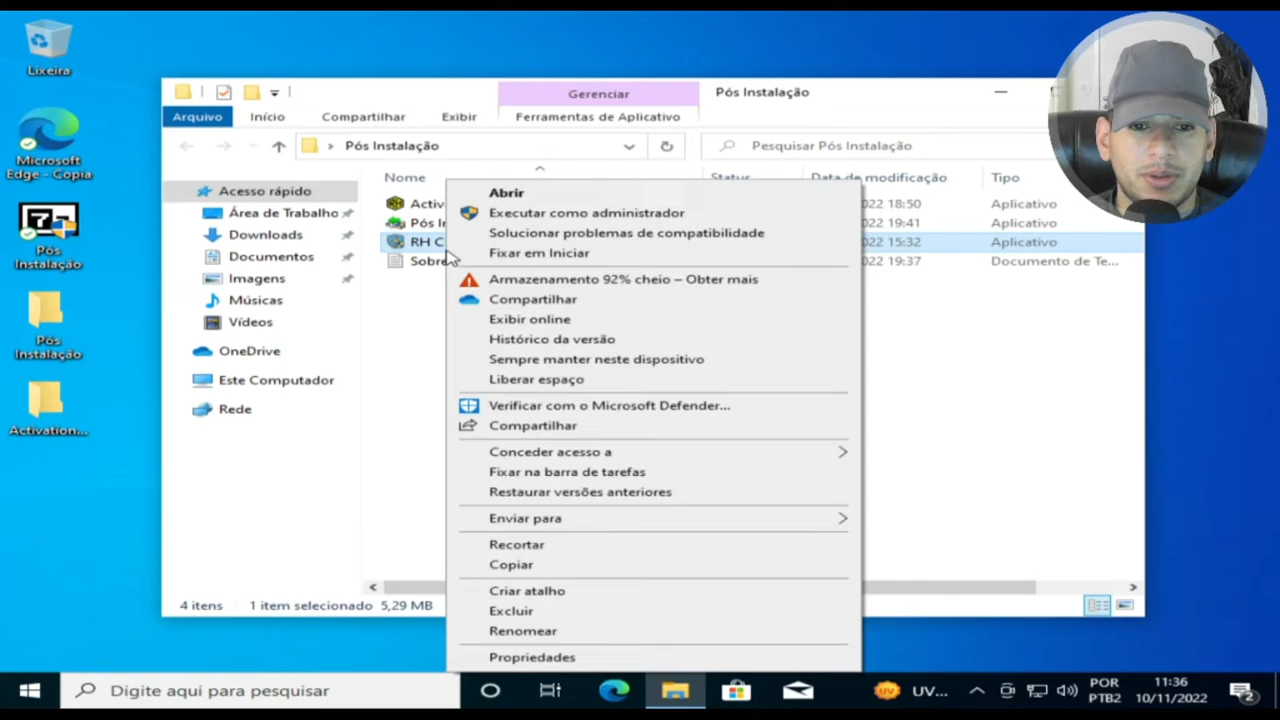 Lixeira
Microsoft
Edge - Copia
Pós
Instalação
Pós
Instalação
Activation...
Gerenciar
Pós Instalação
Arquivo
Início
Compartilhar
Exibir
Ferramentas de Aplicativo
Pós Instalação
Pesquisar Pós Instalação
Acesso rápido
Área de Trabalho
Downloads
Documentos
Imagens
Músicas
Vídeos
OneDrive
Este Computador
Rede
Nome
Status
Data de modificação
Tipo
Activ
2022 18:50
Aplicativo
Pós In
2022 19:41
Aplicativo
RH C
2022 15:32
Aplicativo
Sobre
2022 19:37
Documento de Te...
Abrir
Executar como administrador
Solucionar problemas de compatibilidade
Fixar em Iniciar
Armazenamento 92% cheio – Obter mais
Compartilhar
Exibir online
Histórico da versão
Sempre manter neste dispositivo
Liberar espaço
Verificar com o Microsoft Defender...
Compartilhar
Conceder acesso a
Fixar na barra de tarefas
Restaurar versões anteriores
Enviar para
Recortar
Copiar
Criar atalho
Excluir
Renomear
Propriedades
4 itens
1 item selecionado 5,29 MB
Digite aqui para pesquisar
UV...
POR
PTB2
11:36
10/11/2022
2